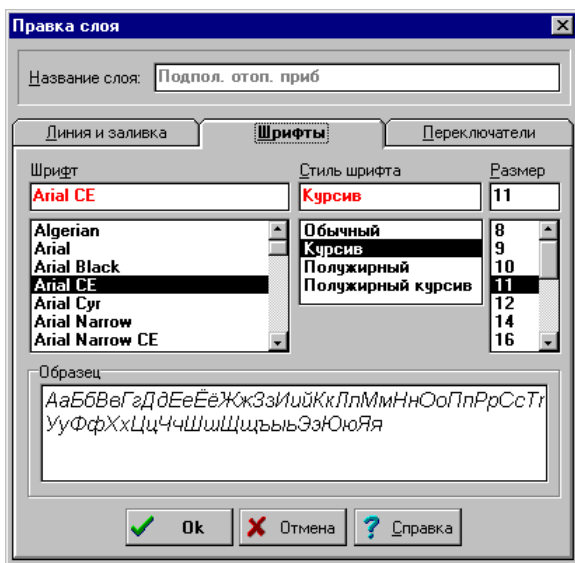 Правка слоя
Название слоя: Подпол. отоп. приб
Линия и заливка Шрифты Переключатели
Шрифт Стиль шрифта Размер
Arial CE Курсив 11
Algerian Обычный 8
Arial Курсив 9
Arial Black Полужирный 10
Arial CE Полужирный курсив 11
Arial Cyr 12
Arial Narrow 14
Arial Narrow CE 16
Образец
АаБбВвГгДдЕеЁёЖжЗзИийКкЛлМмНнОоПпРрСсТт
УуФфХхЦцЧчШшЩщъыьЭэЮюЯя
Ok Отмена Справка